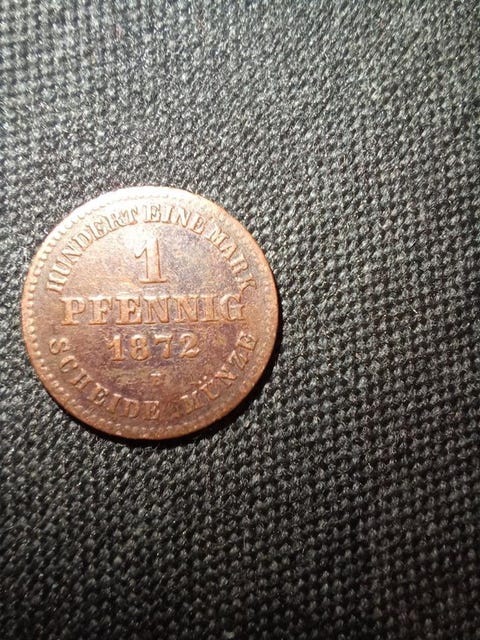 HUNDERT EINE MARK
1
PFENNIG
1872
SCHEIDE MÜNZE